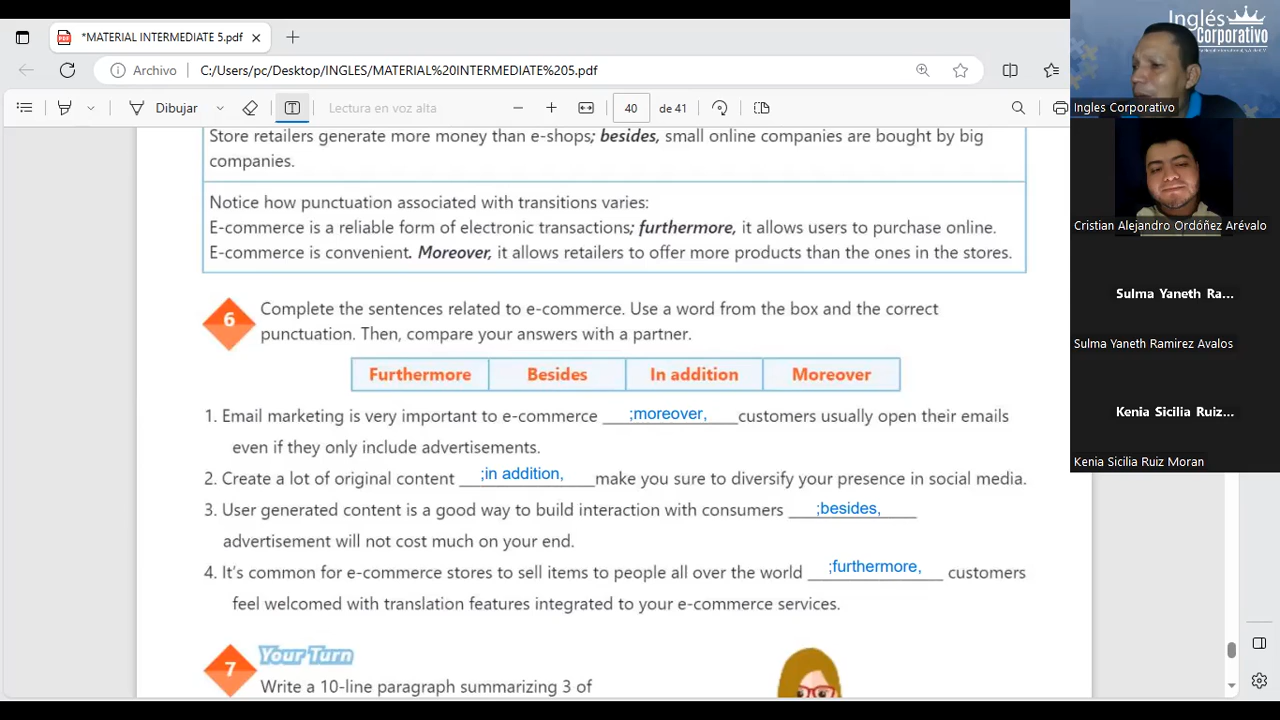 *MATERIAL INTERMEDIATE 5.pdf
Archivo C:/Users/pc/Desktop/INGLES/MATERIAL%20INTERMEDIATE%205.pdf
Dibujar Lectura en voz alta 40 de 41
Store retailers generate more money than e-shops; besides, small online companies are bought by big
companies.
Notice how punctuation associated with transitions varies:
E-commerce is a reliable form of electronic transactions; furthermore, it allows users to purchase online.
E-commerce is convenient. Moreover, it allows retailers to offer more products than the ones in the stores.
6 Complete the sentences related to e-commerce. Use a word from the box and the correct
punctuation. Then, compare your answers with a partner.
Furthermore Besides In addition Moreover
1. Email marketing is very important to e-commerce ;moreover, customers usually open their emails
even if they only include advertisements.
2. Create a lot of original content ;in addition, make you sure to diversify your presence in social media.
3. User generated content is a good way to build interaction with consumers ;besides,
advertisement will not cost much on your end.
4. It's common for e-commerce stores to sell items to people all over the world ;furthermore, customers
feel welcomed with translation features integrated to your e-commerce services.
7 Your Turn
Write a 10-line paragraph summarizing 3 of
Inglés
Corporativo
Ingles Corporativo
Cristian Alejandro Ordóñez Arévalo
Sulma Yaneth Ra...
Sulma Yaneth Ramirez Avalos
Kenia Sicilia Ruiz...
Kenia Sicilia Ruiz Moran